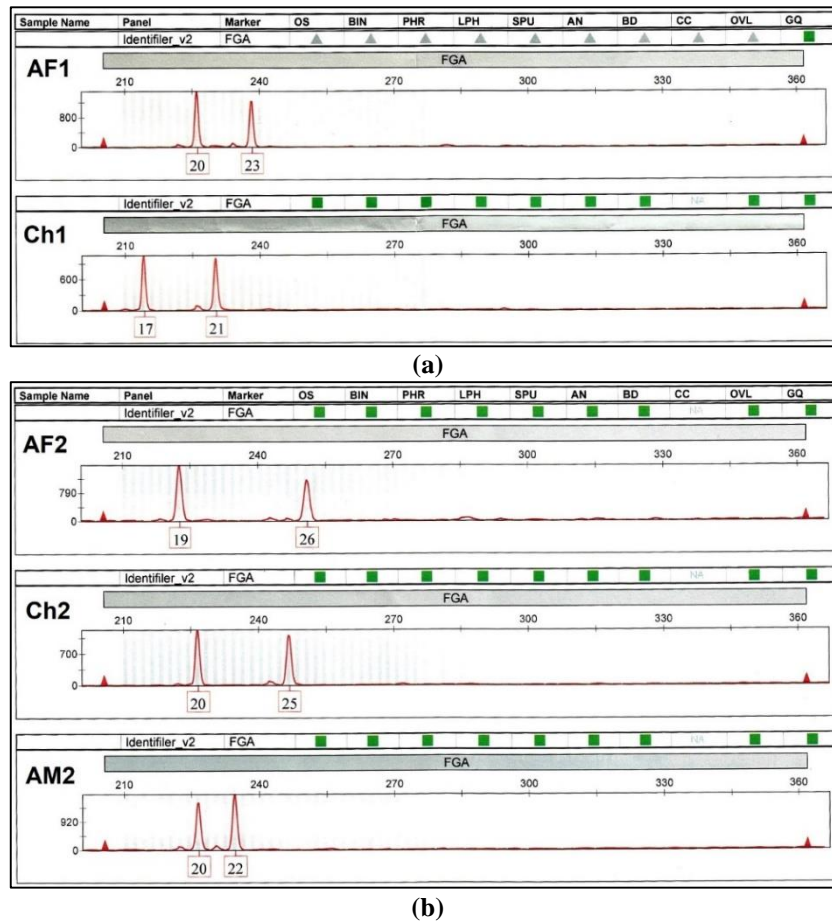 Sample Name Panel Marker OS BIN PHR LPH SPU AN BD CC OVL GQ
Identifiler_v2 FGA
AF1
FGA
210 240 275 300 330 360
800
0
20 23
Identifiler_v2 FGA NA
Ch1
FGA
210 240 275 300 330 360
600
0
17 21
(a)
Sample Name Panel Marker OS BIN PHR LPH SPU AN BD CC OVL GQ
Identifiler_v2 FGA NA
AF2
FGA
210 240 275 300 330 360
790
0
19 26
Identifiler_v2 FGA NA
Ch2
FGA
210 240 275 300 330 360
700
0
20 25
Identifiler_v2 FGA NA
AM2
FGA
210 240 275 300 330 360
920
0
20 22
(b)